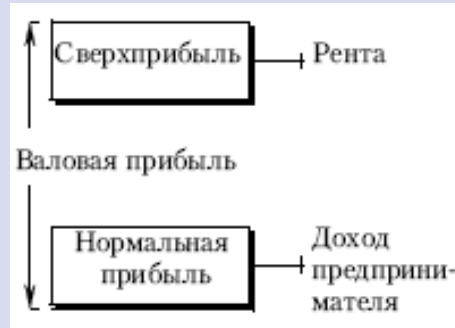 Сверхприбыль
Рента
Валовая прибыль
Нормальная
прибыль
Доход
предприни-
мателя